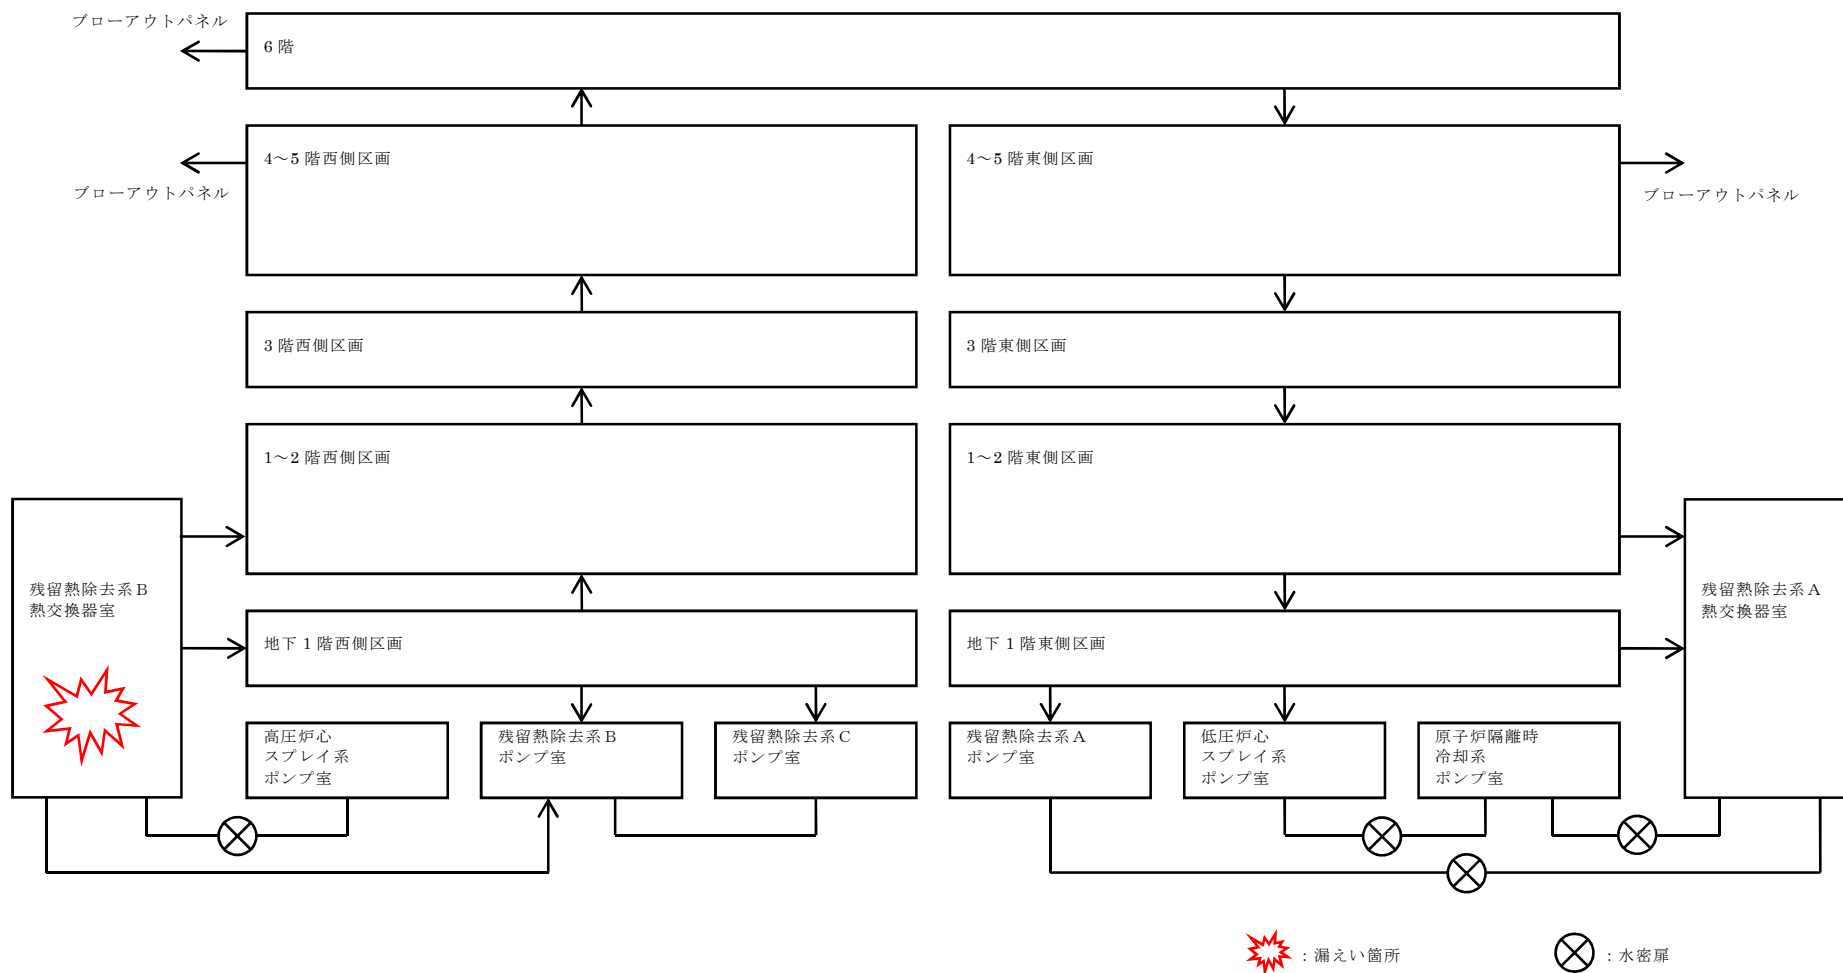 ブローアウトパネル
6 階
4～5 階西側区画
4～5 階東側区画
ブローアウトパネル
ブローアウトパネル
3 階西側区画
3 階東側区画
1～2 階西側区画
1～2 階東側区画
残留熱除去系 B
熱交換器室
残留熱除去系 A
熱交換器室
地下 1 階西側区画
地下 1 階東側区画
高圧炉心
スプレイ系
ポンプ室
残留熱除去系 B
ポンプ室
残留熱除去系 C
ポンプ室
残留熱除去系 A
ポンプ室
低圧炉心
スプレイ系
ポンプ室
原子炉隔離時
冷却系
ポンプ室
：漏えい箇所
：水密扉